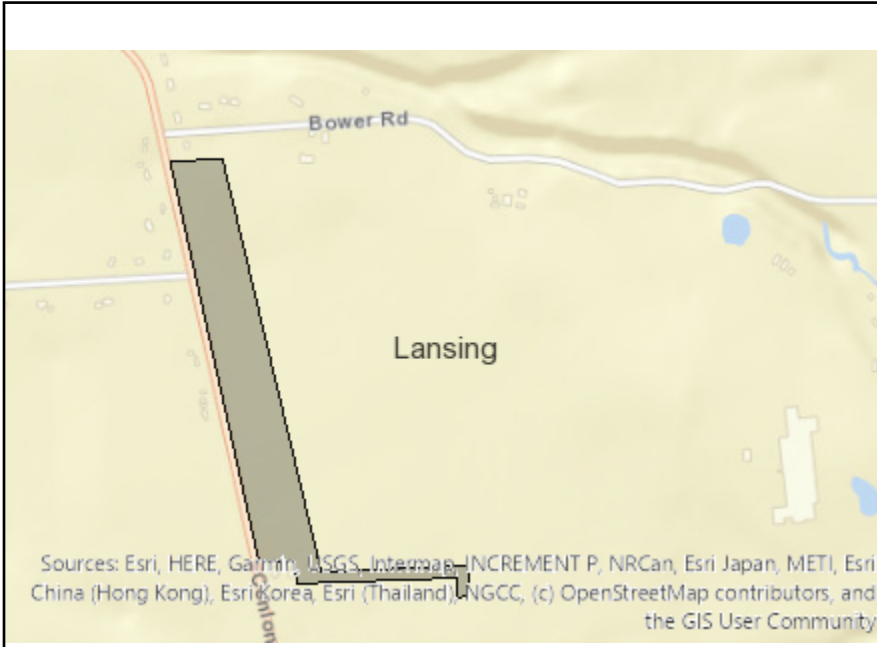 Bower Rd
Lansing
Sources: Esri, HERE, Garmin, USGS, Intermap, INCREMENT P, NRCan, Esri Japan, METI, Esri
China (Hong Kong), Esri Korea, Esri (Thailand), NGCC, (c) OpenStreetMap contributors, and
the GIS User Community